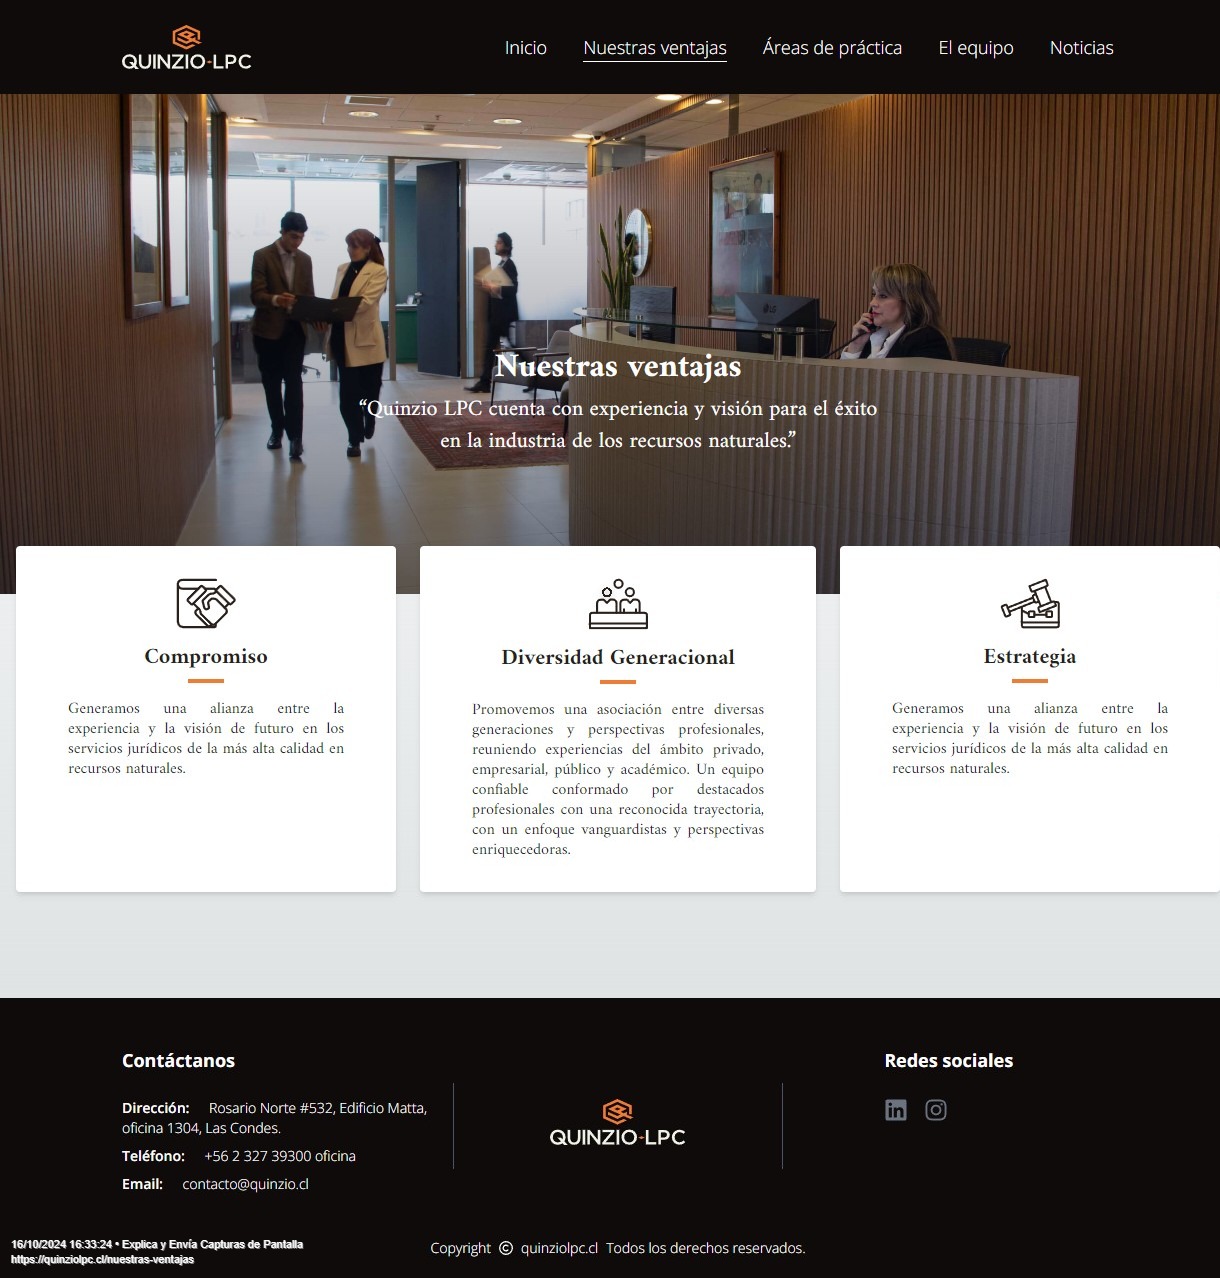 QUINZIO-LPC
Inicio Nuestras ventajas Áreas de práctica El equipo Noticias
LG
Nuestras ventajas
“Quinzio LPC cuenta con experiencia y visión para el éxito
en la industria de los recursos naturales.”
Compromiso
Generamos una alianza entre la
experiencia y la visión de futuro en los
servicios jurídicos de la más alta calidad en
recursos naturales.
Diversidad Generacional
Promovemos una asociación entre diversas
generaciones y perspectivas profesionales,
reuniendo experiencias del ámbito privado,
empresarial, público y académico. Un equipo
confiable conformado por destacados
profesionales con una reconocida trayectoria,
con un enfoque vanguardistas y perspectivas
enriquecedoras.
Estrategia
Generamos una alianza entre la
experiencia y la visión de futuro en los
servicios jurídicos de la más alta calidad en
recursos naturales.
Contáctanos
Dirección: Rosario Norte #532, Edificio Matta,
oficina 1304, Las Condes.
Teléfono: +56 2 327 39300 oficina
Email: contacto@quinzio.cl
QUINZIO-LPC
Redes sociales
in
Copyright © quinziolpc.cl Todos los derechos reservados.
16/10/2024 16:33:24 • Explica y Envía Capturas de Pantalla
https://quinziolpc.cl/nuestras-ventajas